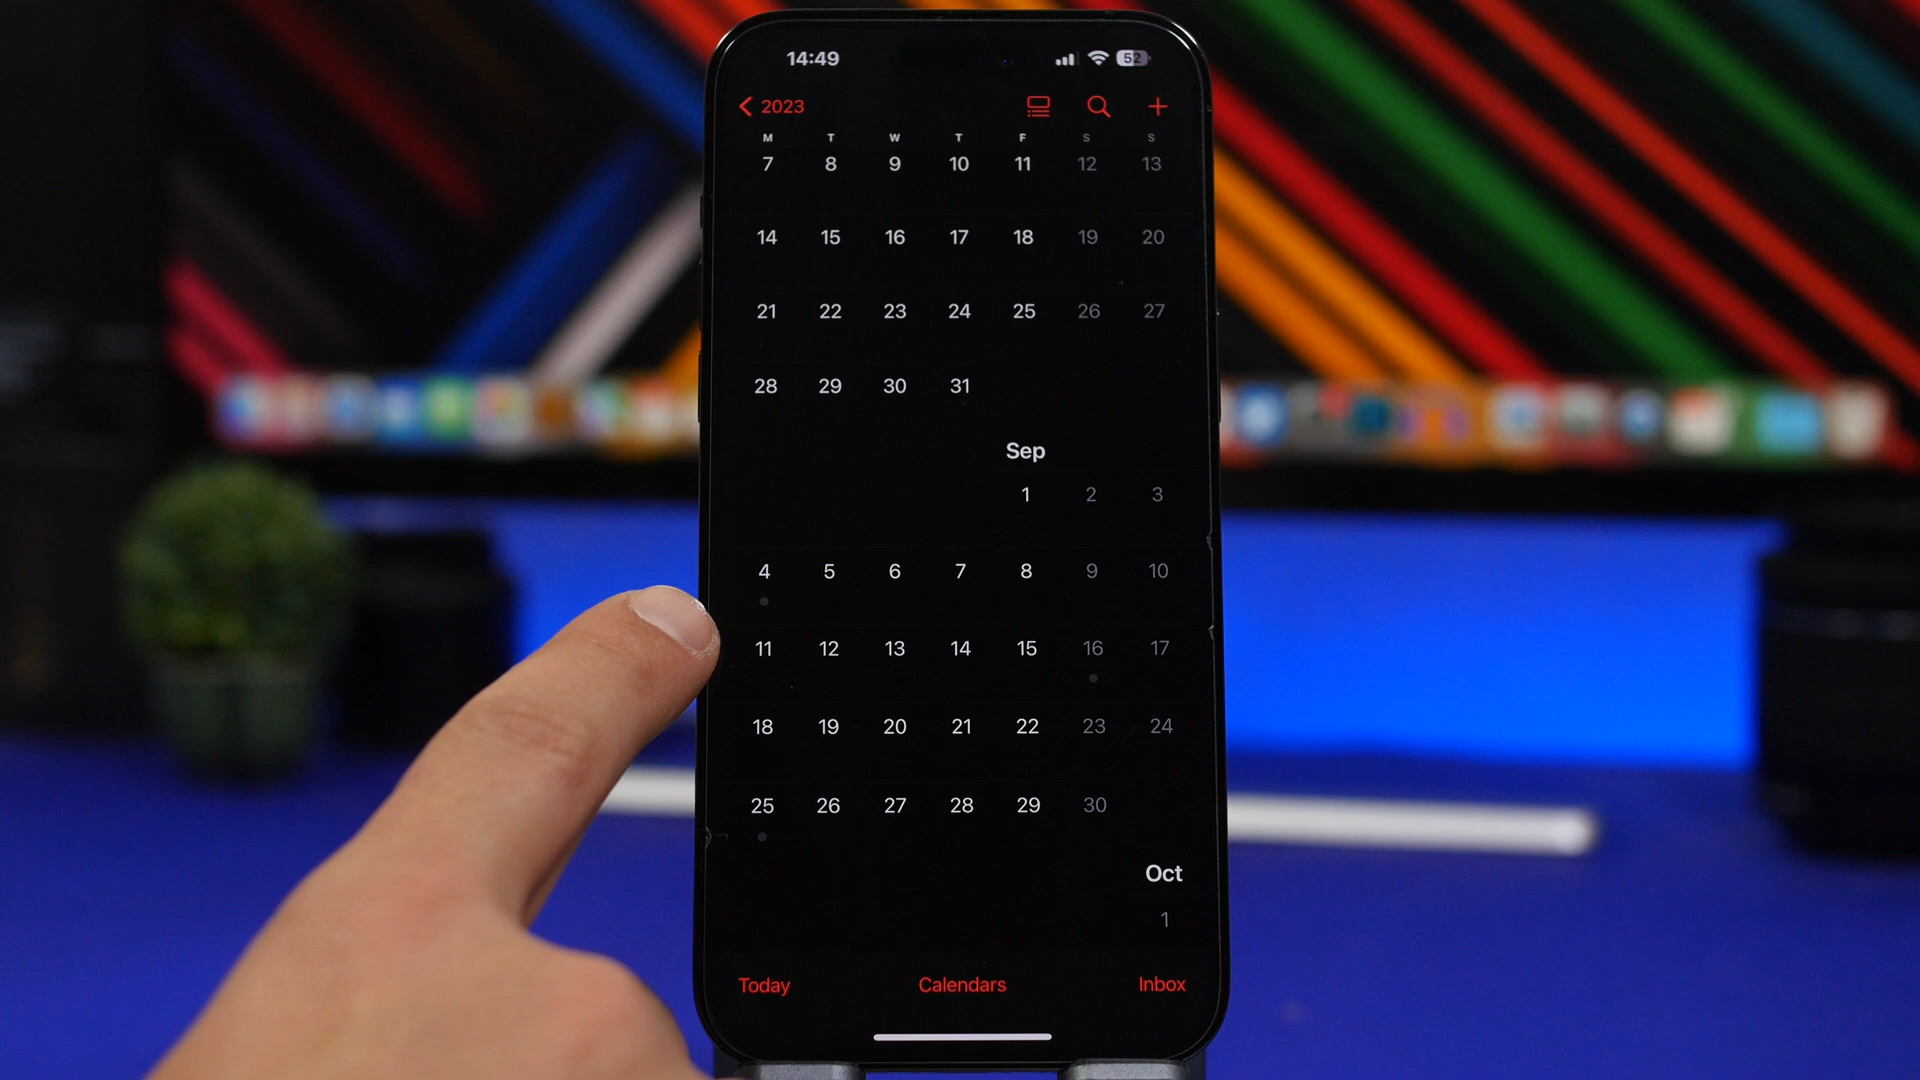 14:49 52
2023
M T W T F S S
7 8 9 10 11 12 13
14 15 16 17 18 19 20
21 22 23 24 25 26 27
28 29 30 31
Sep
1 2 3
4 5 6 7 8 9 10
11 12 13 14 15 16 17
18 19 20 21 22 23 24
25 26 27 28 29 30
Oct
1
Today Calendars Inbox